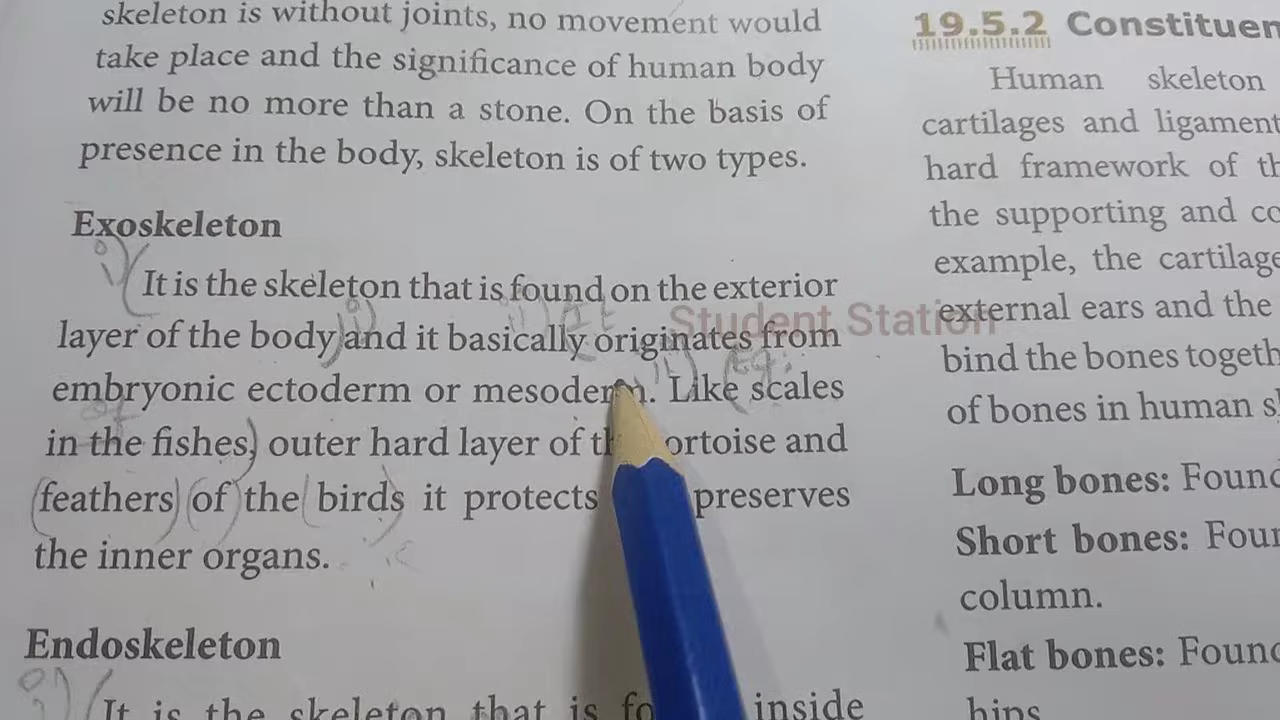 skeleton is without joints, no movement would
take place and the significance of human body
will be no more than a stone. On the basis of
presence in the body, skeleton is of two types.
Exoskeleton
It is the skeleton that is found on the exterior
layer of the body and it basically originates from
embryonic ectoderm or mesoderm. Like scales
in the fishes, outer hard layer of the tortoise and
feathers of the birds it protects preserves
the inner organs.
Endoskeleton
It is the skeleton that is inside
19.5.2 Constituen
Human skeleton
cartilages and ligament
hard framework of th
the supporting and co
example, the cartilage
external ears and the
bind the bones togeth
of bones in human s
Long bones: Found
Short bones: Foun
column.
Flat bones: Found
hips
Student Station